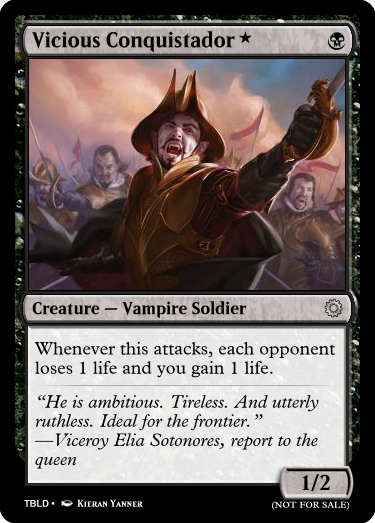 Vicious Conquistador ★
Creature — Vampire Soldier
Whenever this attacks, each opponent
loses 1 life and you gain 1 life.
“He is ambitious. Tireless. And utterly
ruthless. Ideal for the frontier.”
—Viceroy Elia Sotonores, report to the
queen
1/2
TBLD • Kieran Yanner
(NOT FOR SALE)